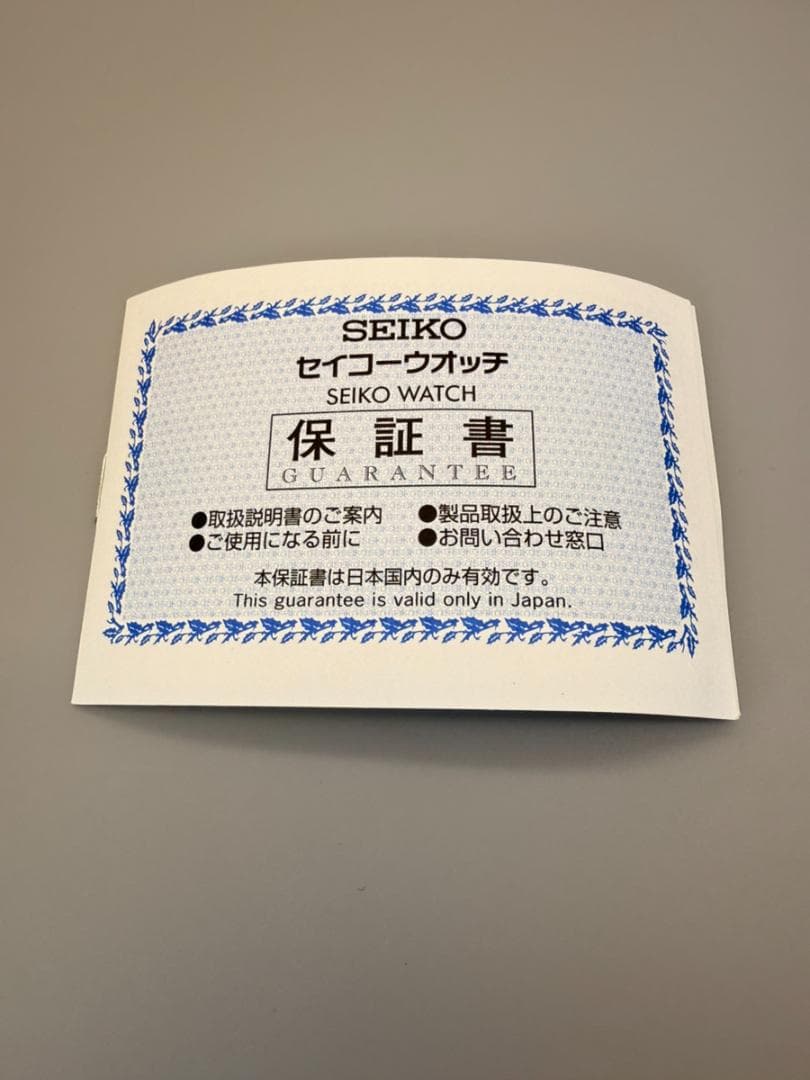 SEIKO
セイコーウオッチ
SEIKO WATCH
保証書
GUARANTEE
●取扱説明書のご案内 ●製品取扱上のご注意
●ご使用になる前に ●お問い合わせ窓口
本保証書は日本国内のみ有効です。
This guarantee is valid only in Japan.